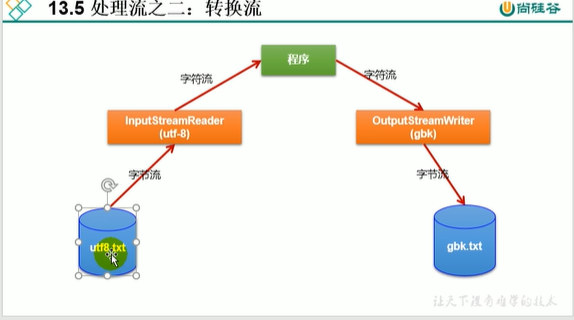 13.5 处理流之二：转换流
尚硅谷
程序
字符流
字符流
InputStreamReader
(utf-8)
OutputStreamWriter
(gbk)
字节流
字节流
utf8.txt
gbk.txt
让天下没有难学的技术